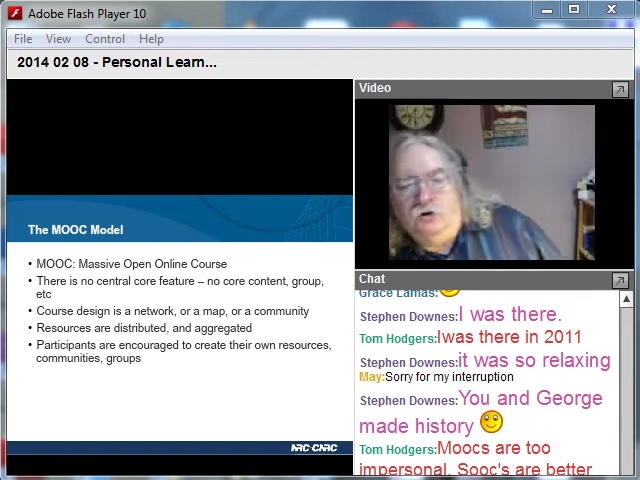 Adobe Flash Player 10
File View Control Help
2014 02 08 - Personal Learn...
The MOOC Model
• MOOC: Massive Open Online Course
• There is no central core feature – no core content, group,
etc
• Course design is a network, or a map, or a community
• Resources are distributed, and aggregated
• Participants are encouraged to create their own resources,
communities, groups
NRC-CNRC
Video
Chat
Grace Lamas:
Stephen Downes:I was there.
Tom Hodgers:Iwas there in 2011
Stephen Downes:it was so relaxing
May:Sorry for my interruption
Stephen Downes:You and George
made history
Tom Hodgers:Moocs are too
impersonal. Sooc's are better